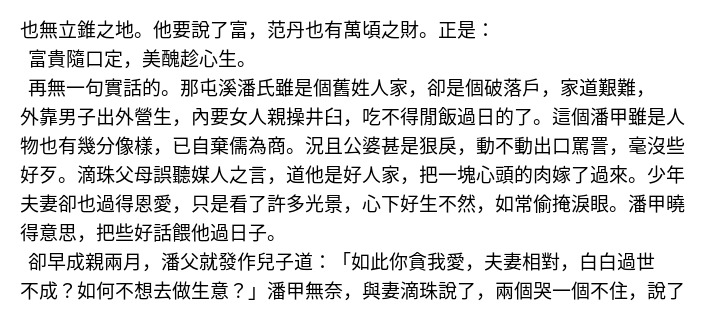 也無立錐之地。他要說了富，范丹也有萬頃之財。正是：
富貴隨口定，美醜趁心生。
再無一句實話的。那屯溪潘氏雖是個舊姓人家，卻是個破落戶，家道艱難，
外靠男子出外營生，內要女人親操井臼，吃不得閒飯過日的了。這個潘甲雖是人
物也有幾分像樣，已自棄儒為商。況且公婆甚是狠戾，動不動出口罵詈，毫沒些
好歹。滴珠父母誤聽媒人之言，道他是好人家，把一塊心頭的肉嫁了過來。少年
夫妻卻也過得恩愛，只是看了許多光景，心下好生不然，如常偷掩淚眼。潘甲曉
得意思，把些好話餵他過日子。
卻早成親兩月，潘父就發作兒子道：「如此你貪我愛，夫妻相對，白白過世
不成？如何不想去做生意？」潘甲無奈，與妻滴珠說了，兩個哭一個不住，說了